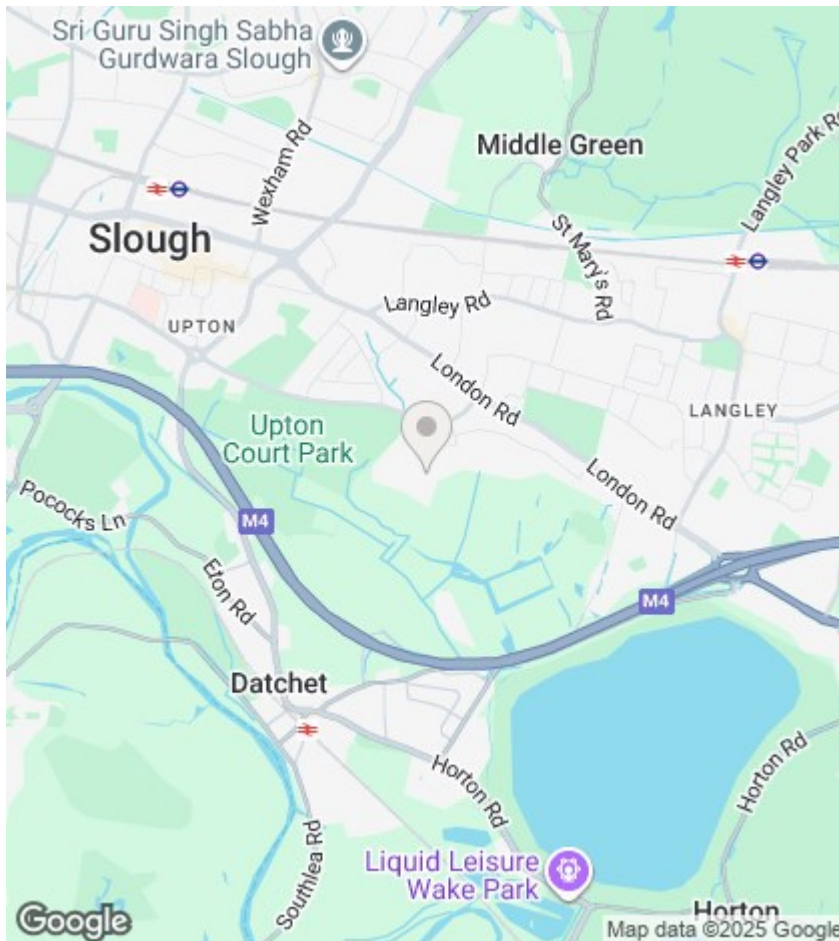 Sri Guru Singh Sabha
Gurdwara Slough
Middle Green
Langley Park Rd
Wexham Rd
Slough
St Mary's Rd
Langley Rd
UPTON
London Rd
LANGLEY
Upton
Court Park
London Rd
Pococks Ln
M4
Eton Rd
M4
Datchet
Horton Rd
Horton Rd
Southlea Rd
Liquid Leisure
Wake Park
Horton
Google
Map data ©2025 Google